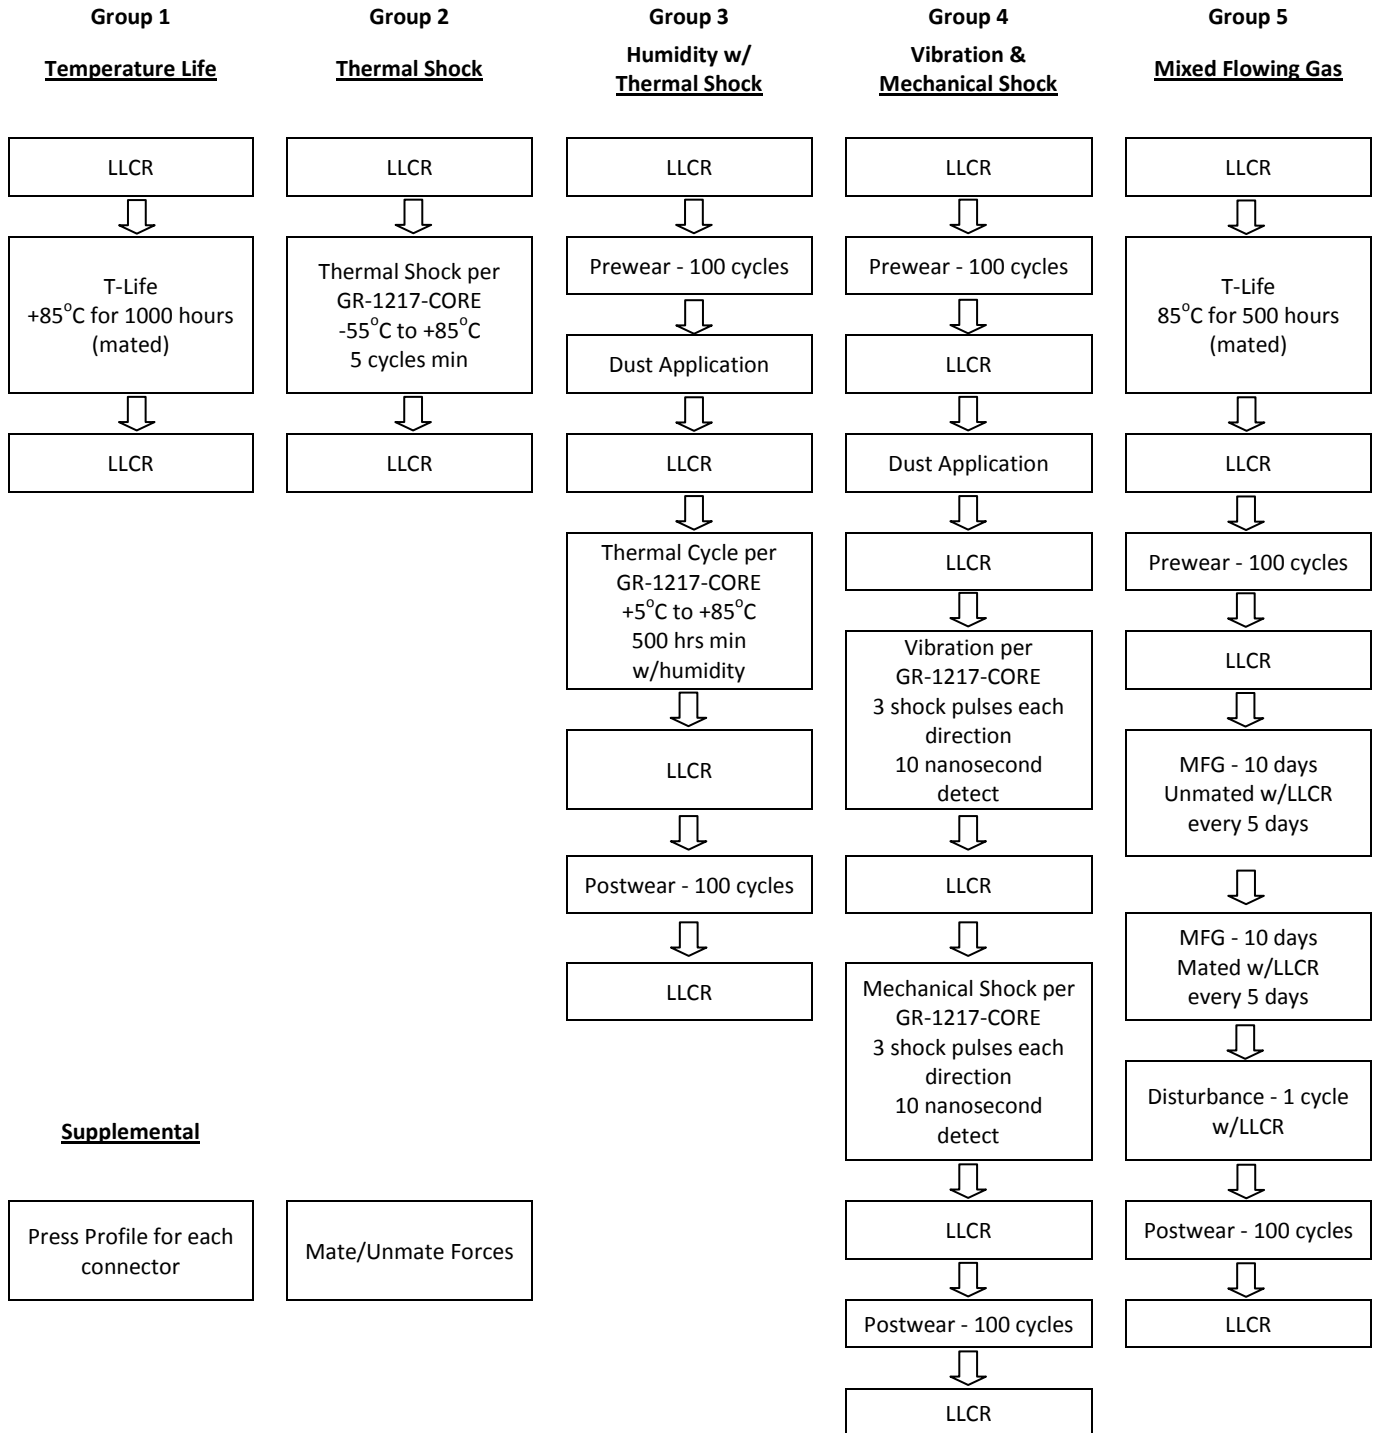 Group 1
Temperature Life
LLCR
T-Life
+85°C for 1000 hours
(mated)
LLCR
Group 2
Thermal Shock
LLCR
Thermal Shock per
GR-1217-CORE
-55°C to +85°C
5 cycles min
LLCR
Group 3
Humidity w/
Thermal Shock
LLCR
Prewear - 100 cycles
Dust Application
LLCR
Thermal Cycle per
GR-1217-CORE
+5°C to +85°C
500 hrs min
w/humidity
LLCR
Postwear - 100 cycles
LLCR
Group 4
Vibration &
Mechanical Shock
LLCR
Prewear - 100 cycles
LLCR
Dust Application
LLCR
Vibration per
GR-1217-CORE
3 shock pulses each
direction
10 nanosecond
detect
LLCR
Mechanical Shock per
GR-1217-CORE
3 shock pulses each
direction
10 nanosecond
detect
LLCR
Postwear - 100 cycles
LLCR
Group 5
Mixed Flowing Gas
LLCR
T-Life
85°C for 500 hours
(mated)
LLCR
Prewear - 100 cycles
LLCR
MFG - 10 days
Unmated w/LLCR
every 5 days
MFG - 10 days
Mated w/LLCR
every 5 days
Disturbance - 1 cycle
w/LLCR
Postwear - 100 cycles
LLCR
Supplemental
Press Profile for each
connector
Mate/Unmate Forces